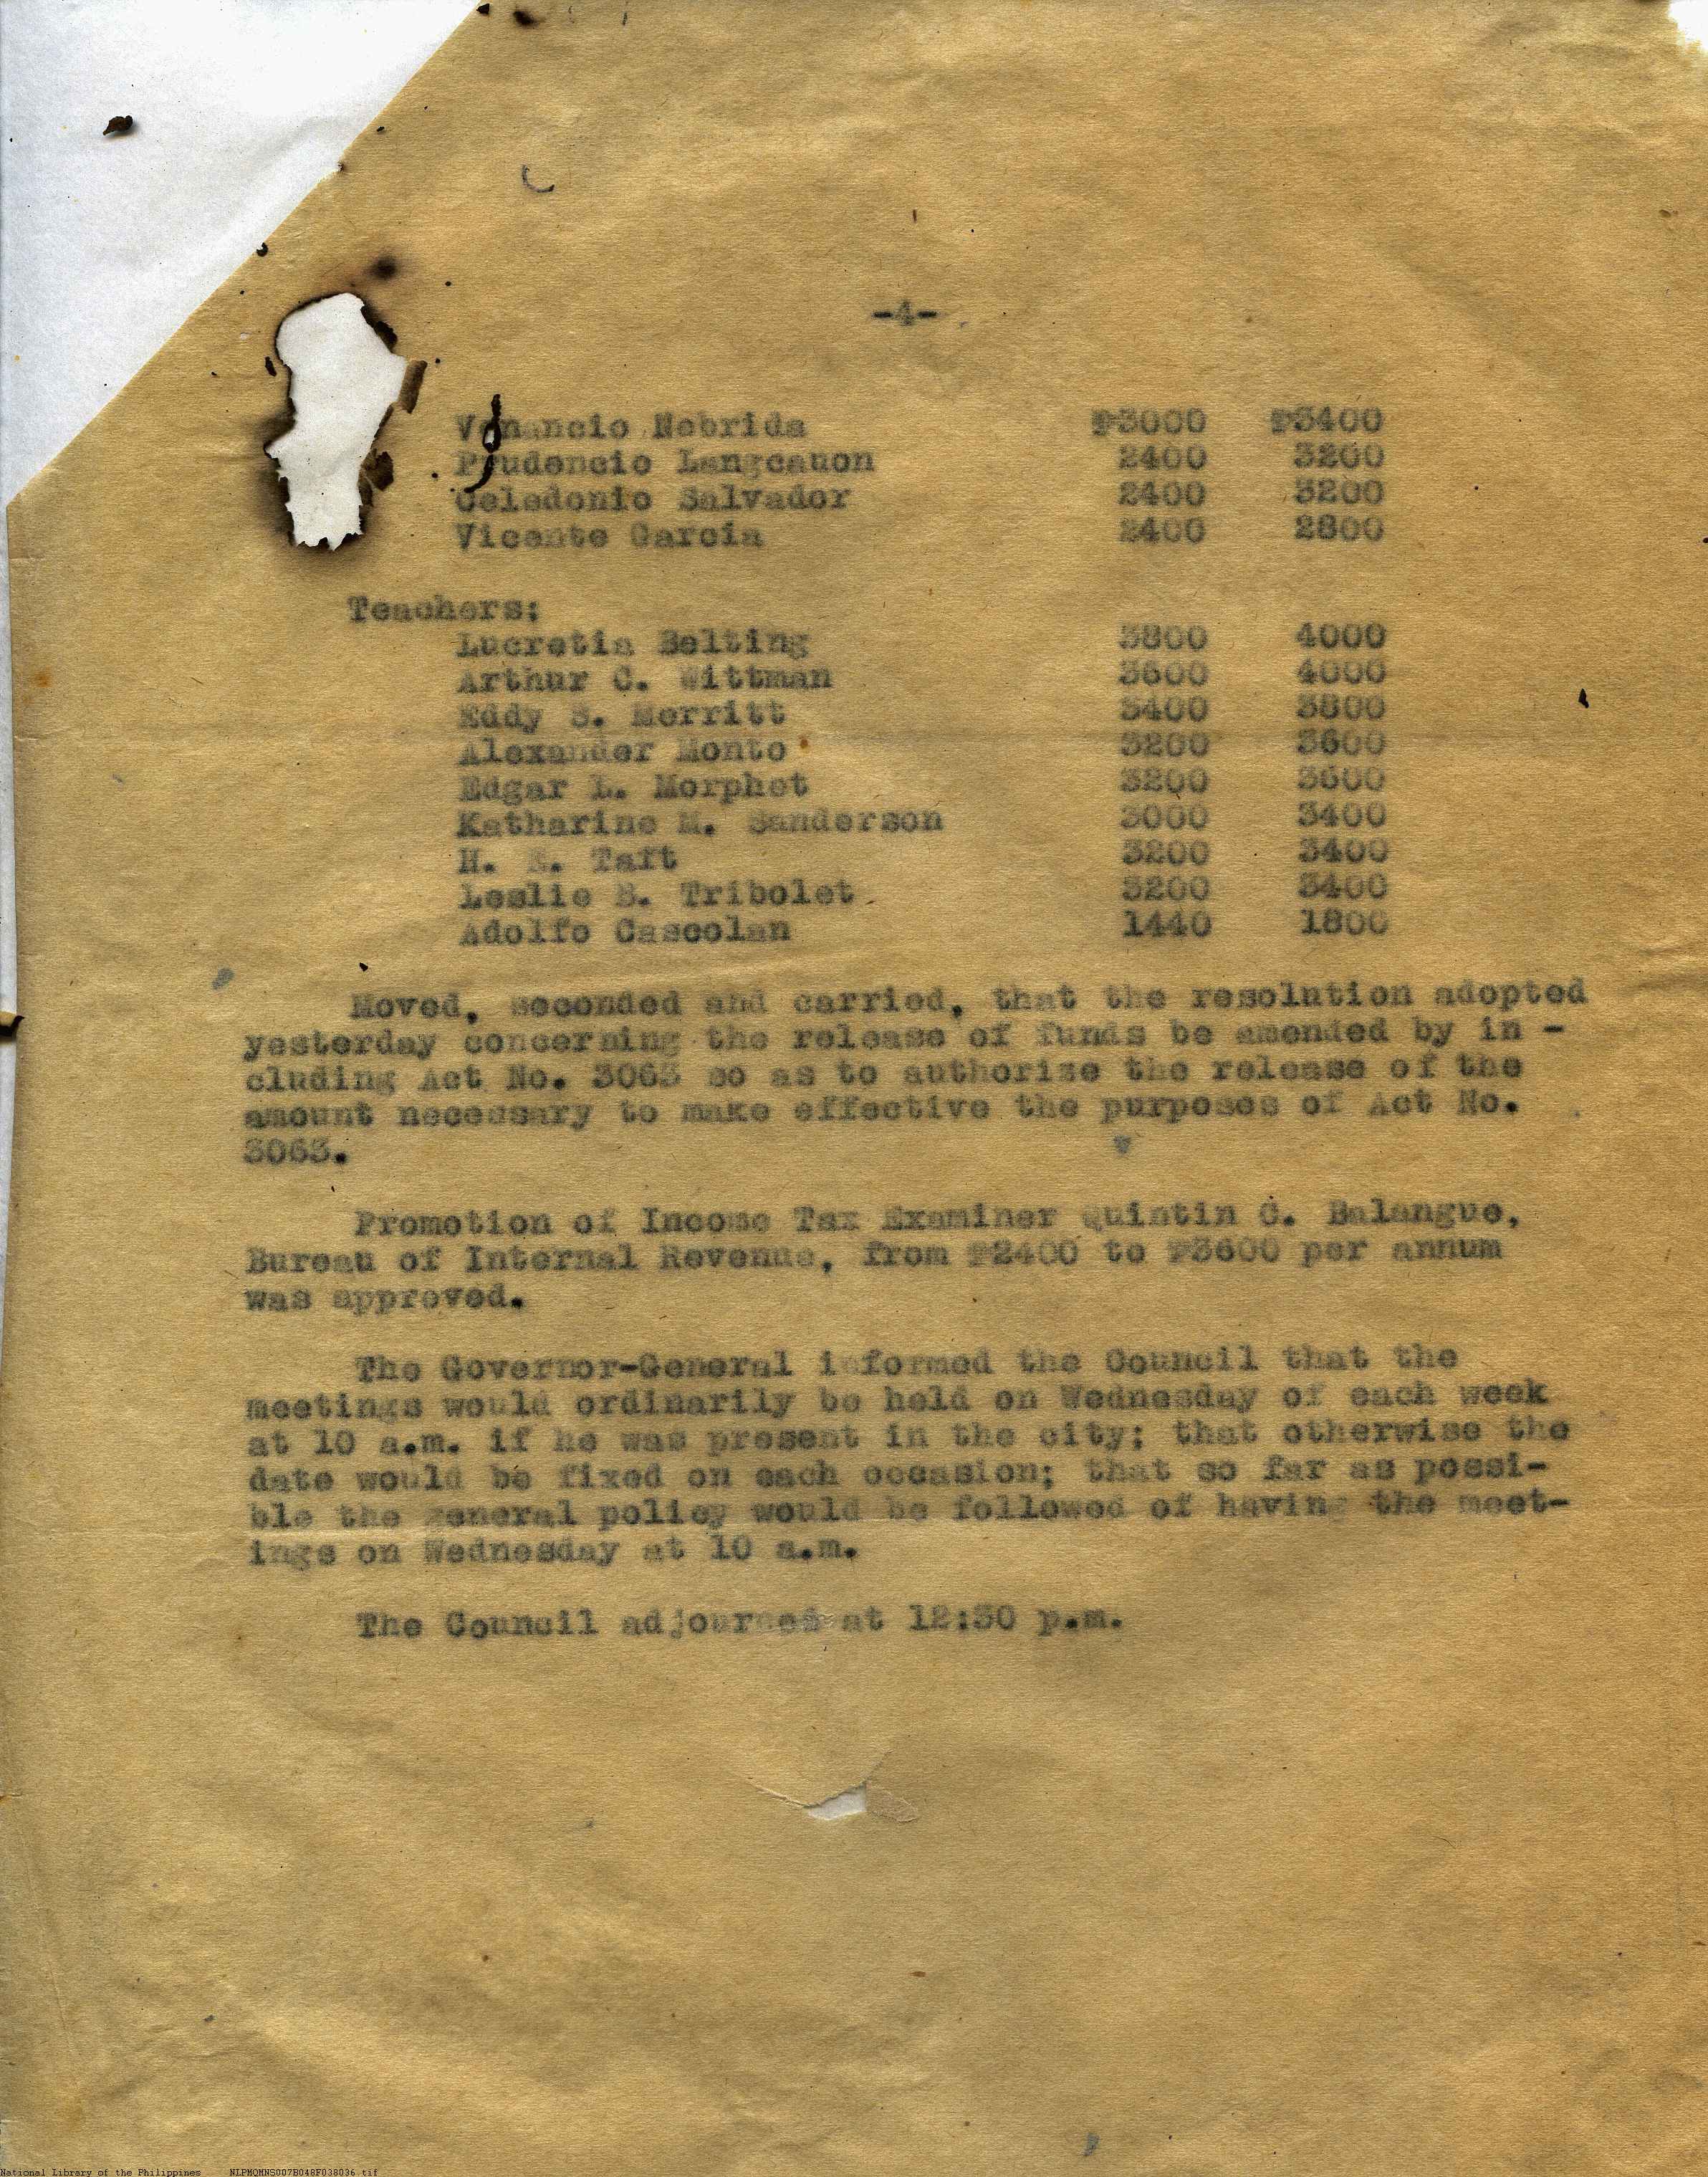 -4-
Venancio Nebrida ₱3000 ₱3400
Prudencio Langcauon 2400 3200
Celedonio Salvador 2400 3200
Vicente Garcia 2400 2800
Teachers:
Lucretia Belting 3800 4000
Arthur C. Wittman 3600 4000
Eddy S. Merritt 3400 3800
Alexander Monto 3200 3600
Edgar L. Morphet 3200 3600
Katharine M. Sanderson 3000 3400
H. E. Taft 3200 3400
Leslie B. Tribolet 3200 3400
Adolfo Cascolan 1440 1800
Moved, seconded and carried, that the resolution adopted
yesterday concerning the release of funds be amended by in -
cluding Act No. 3063 so as to authorize the release of the
amount necessary to make effective the purposes of Act No.
3063.
Promotion of Income Tax Examiner Quintin C. Balangue,
Bureau of Internal Revenue, from ₱2400 to ₱3600 per annum
was approved.
The Governor-General informed the Council that the
meetings would ordinarily be held on Wednesday of each week
at 10 a.m. if he was present in the city; that otherwise the
date would be fixed on each occasion; that so far as possi-
ble the general policy would be followed of having the meet-
ings on Wednesday at 10 a.m.
The Council adjourned at 12:30 p.m.
National Library of the Philippines NLPMQMNS007B048F038036.tif